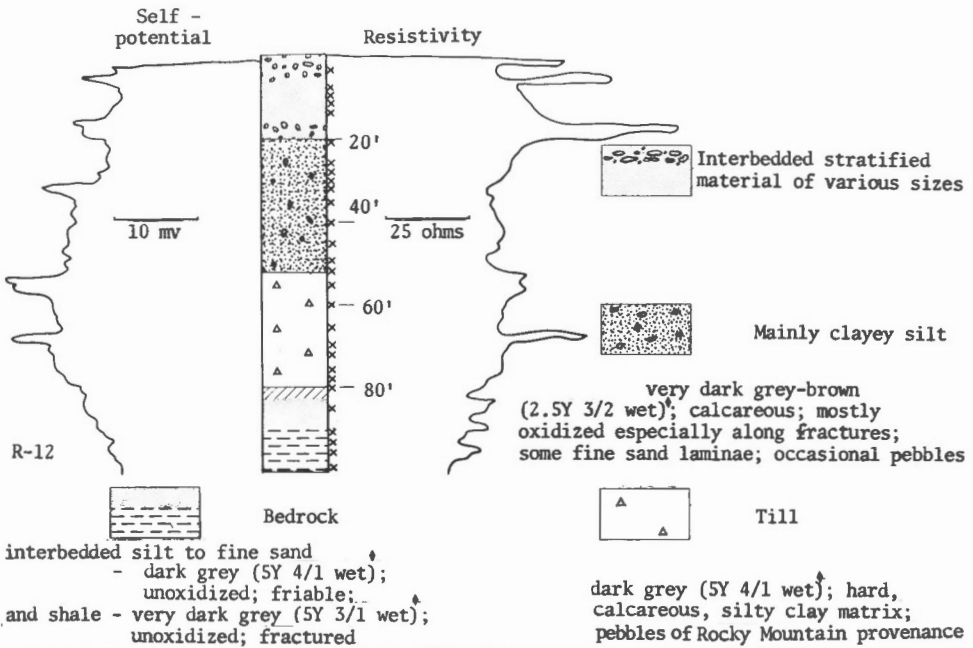 Self -
potential
Resistivity
20'
40'
60'
80'
10 mv
25 ohms
R-12
Interbedded stratified
material of various sizes
Mainly clayey silt
very dark grey-brown
(2.5Y 3/2 wet); calcareous; mostly
oxidized especially along fractures;
some fine sand laminae; occasional pebbles
Bedrock
interbedded silt to fine sand
- dark grey (5Y 4/1 wet);
unoxidized; friable;
and shale - very dark grey (5Y 3/1 wet);
unoxidized; fractured
Till
dark grey (5Y 4/1 wet); hard,
calcareous, silty clay matrix;
pebbles of Rocky Mountain provenance